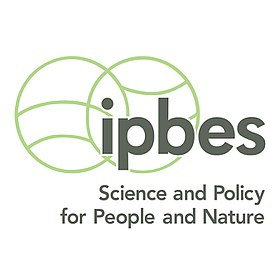 ipbes
Science and Policy
for People and Nature